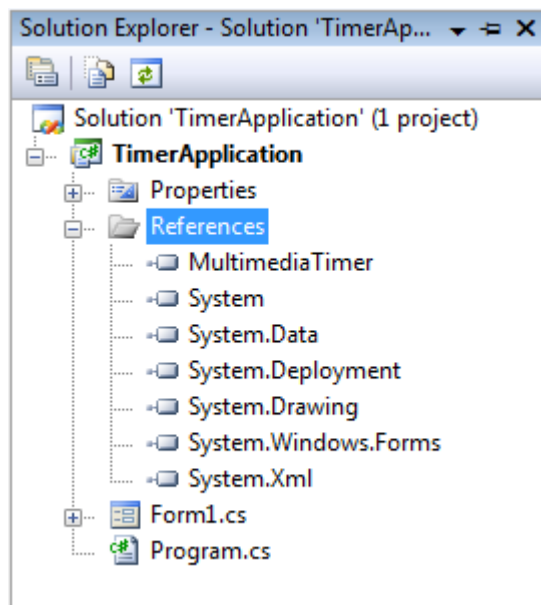 Solution Explorer - Solution 'TimerAp...
Solution 'TimerApplication' (1 project)
TimerApplication
Properties
References
MultimediaTimer
System
System.Data
System.Deployment
System.Drawing
System.Windows.Forms
System.Xml
Form1.cs
Program.cs